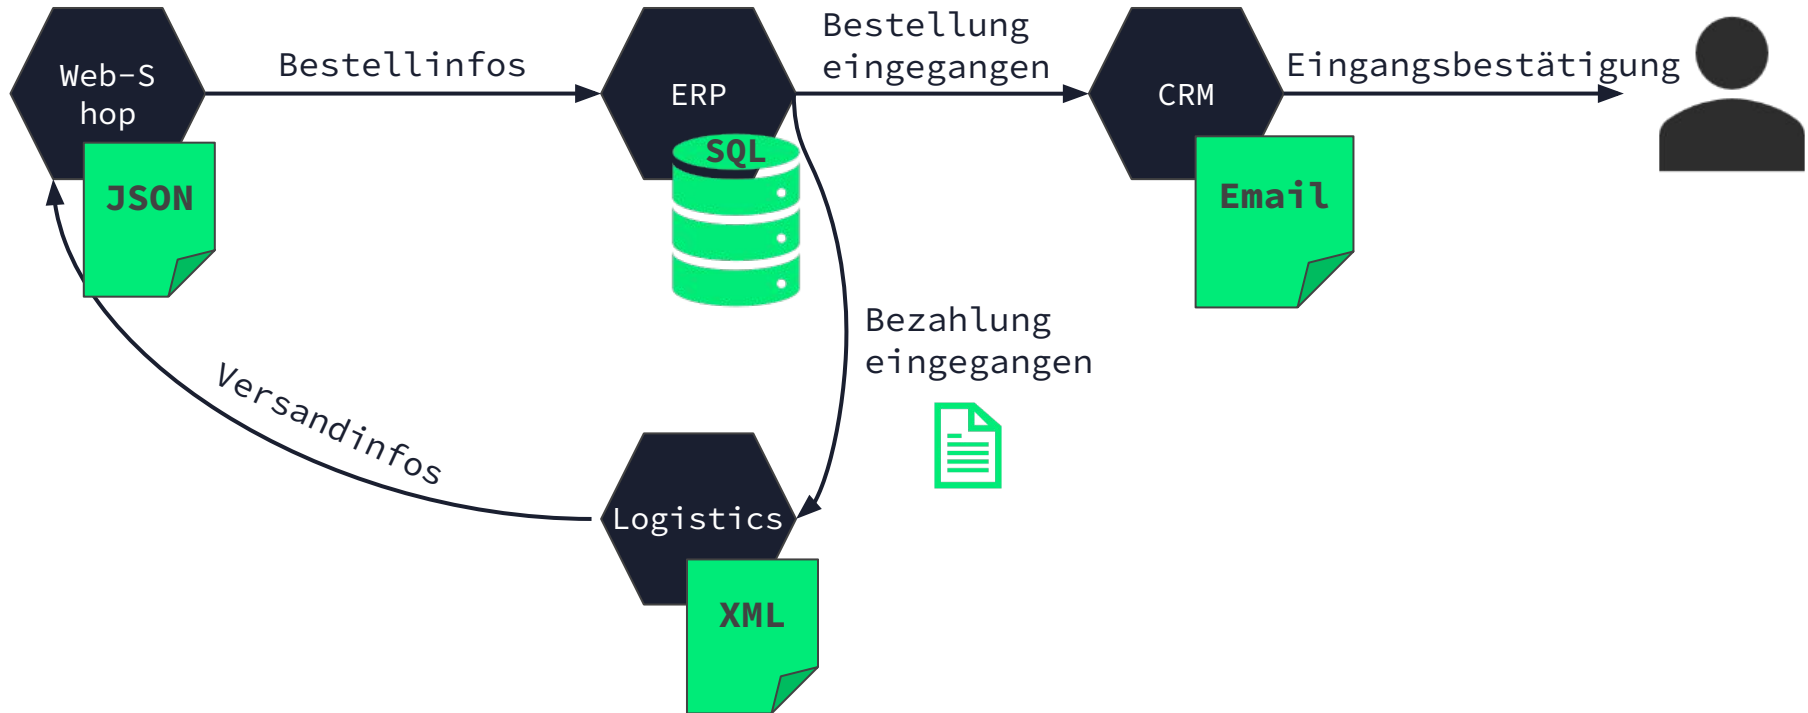 Web-S
hop
JSON
Bestellinfos
ERP
SQL
Bestellung
eingegangen
CRM
Email
Eingangsbestätigung
Bezahlung
eingegangen
Versandinfos
Logistics
XML